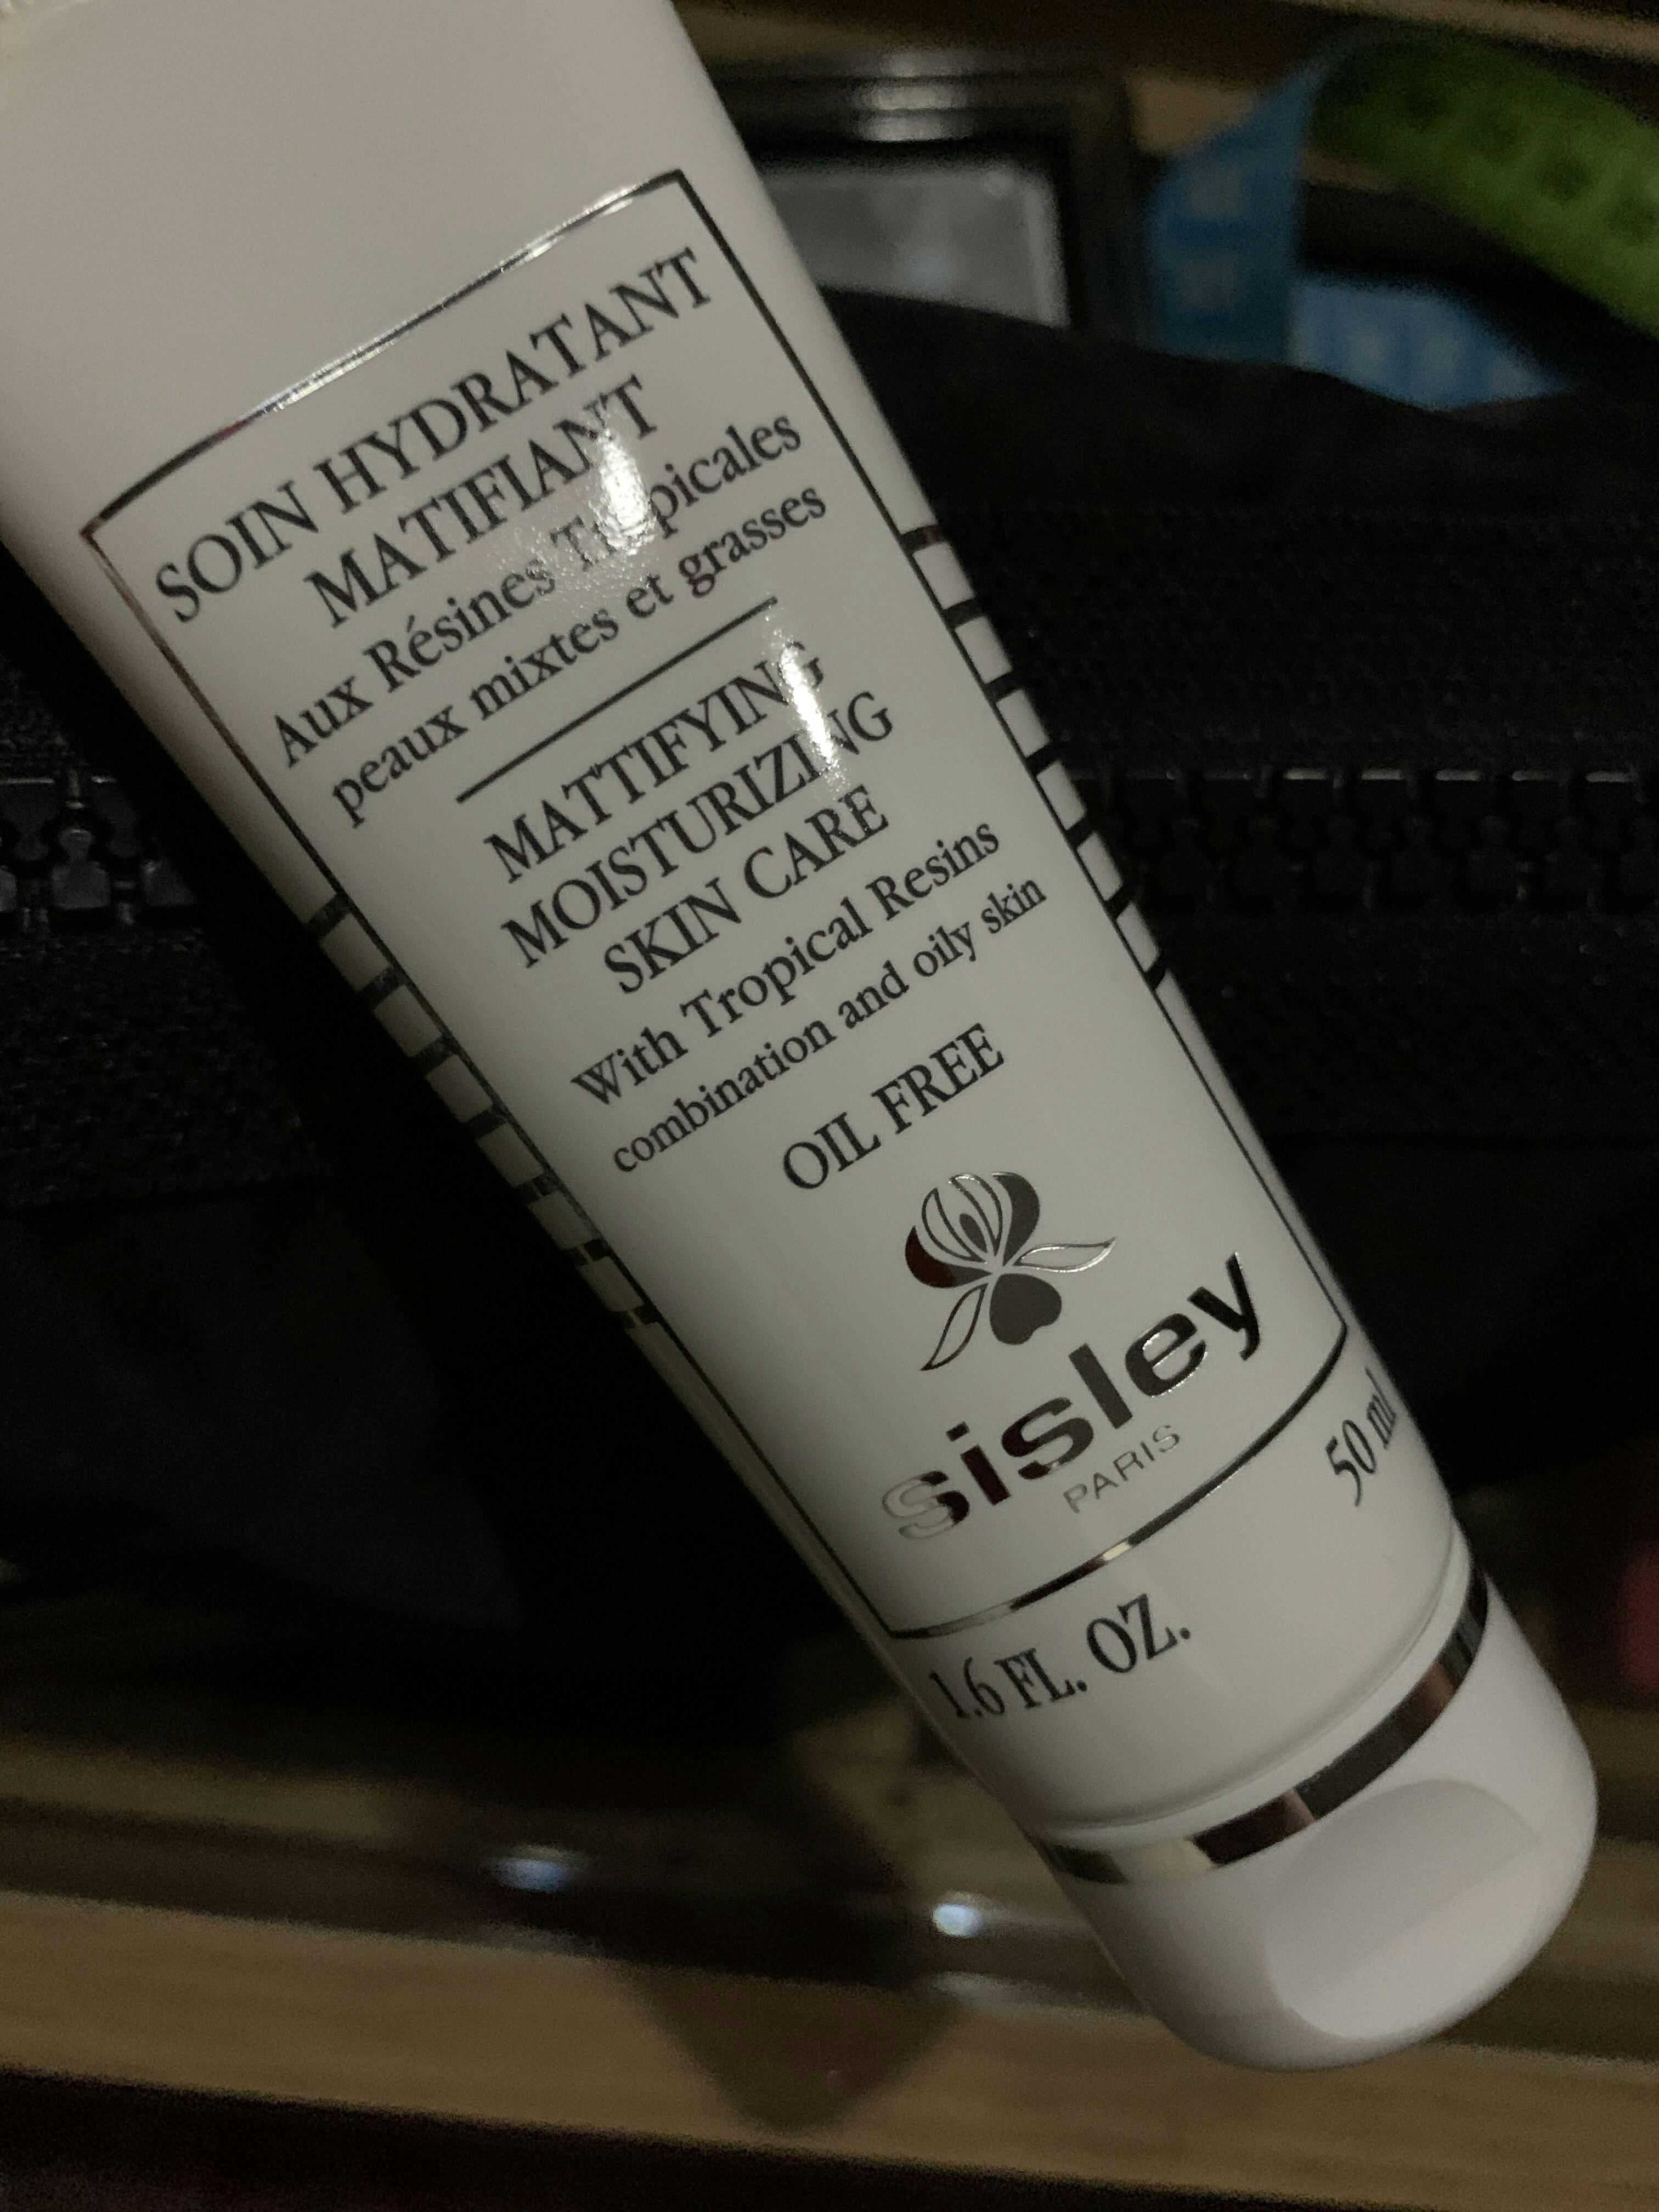 SOIN HYDRATANT
MATIFIANT
Aux Résines Tropicales
peaux mixtes et grasses
MATTIFYING
MOISTURIZING
SKIN CARE
With Tropical Resins
combination and oily skin
OIL FREE
sisley
PARIS
1.6 FL. OZ.
50 ml